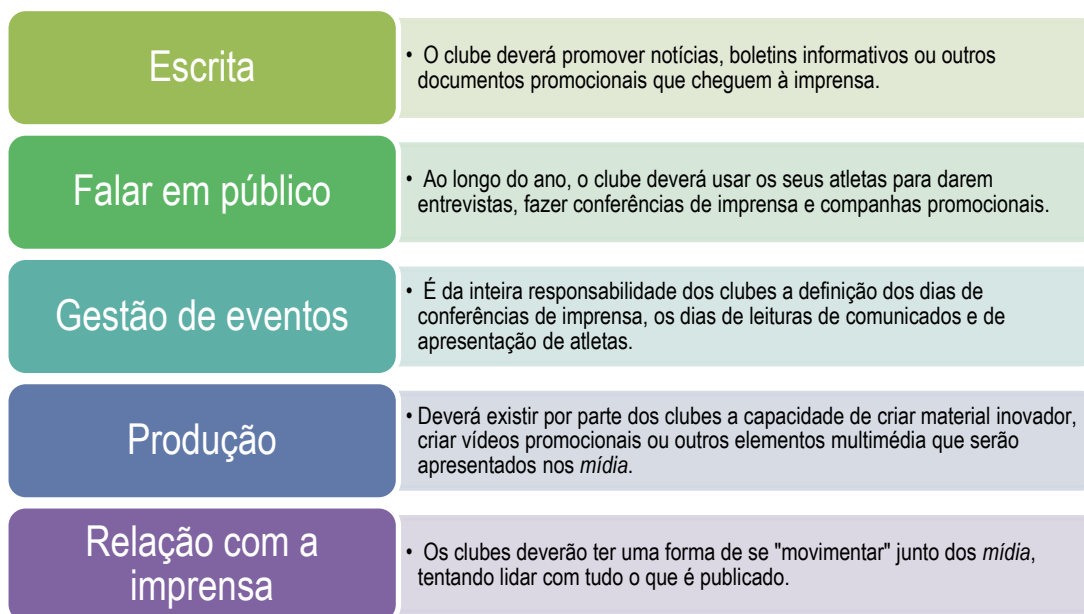 Escrita
• O clube deverá promover notícias, boletins informativos ou outros
documentos promocionais que cheguem à imprensa.
Falar em público
• Ao longo do ano, o clube deverá usar os seus atletas para darem
entrevistas, fazer conferências de imprensa e companhas promocionais.
Gestão de eventos
• É da inteira responsabilidade dos clubes a definição dos dias de
conferências de imprensa, os dias de leituras de comunicados e de
apresentação de atletas.
Produção
• Deverá existir por parte dos clubes a capacidade de criar material inovador,
criar vídeos promocionais ou outros elementos multimédia que serão
apresentados nos mídia.
Relação com a
imprensa
• Os clubes deverão ter uma forma de se "movimentar" junto dos mídia,
tentando lidar com tudo o que é publicado.